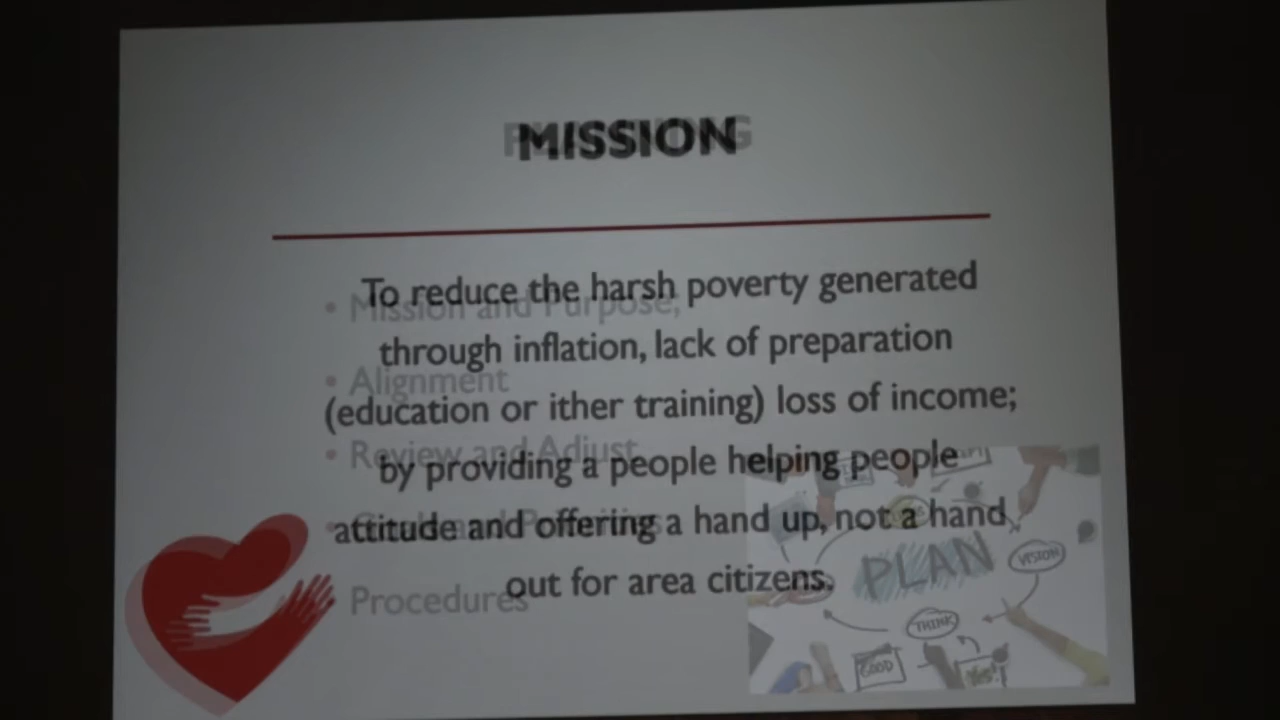 MISSION
To reduce the harsh poverty generated
through inflation, lack of preparation
(education or ither training) loss of income;
by providing a people helping people
attitude and offering a hand up, not a hand
out for area citizens.
• Mission and Purpose;
• Alignment
• Review and Adjust
Procedures
PLAN
VISION
THINK
GOOD
YES!